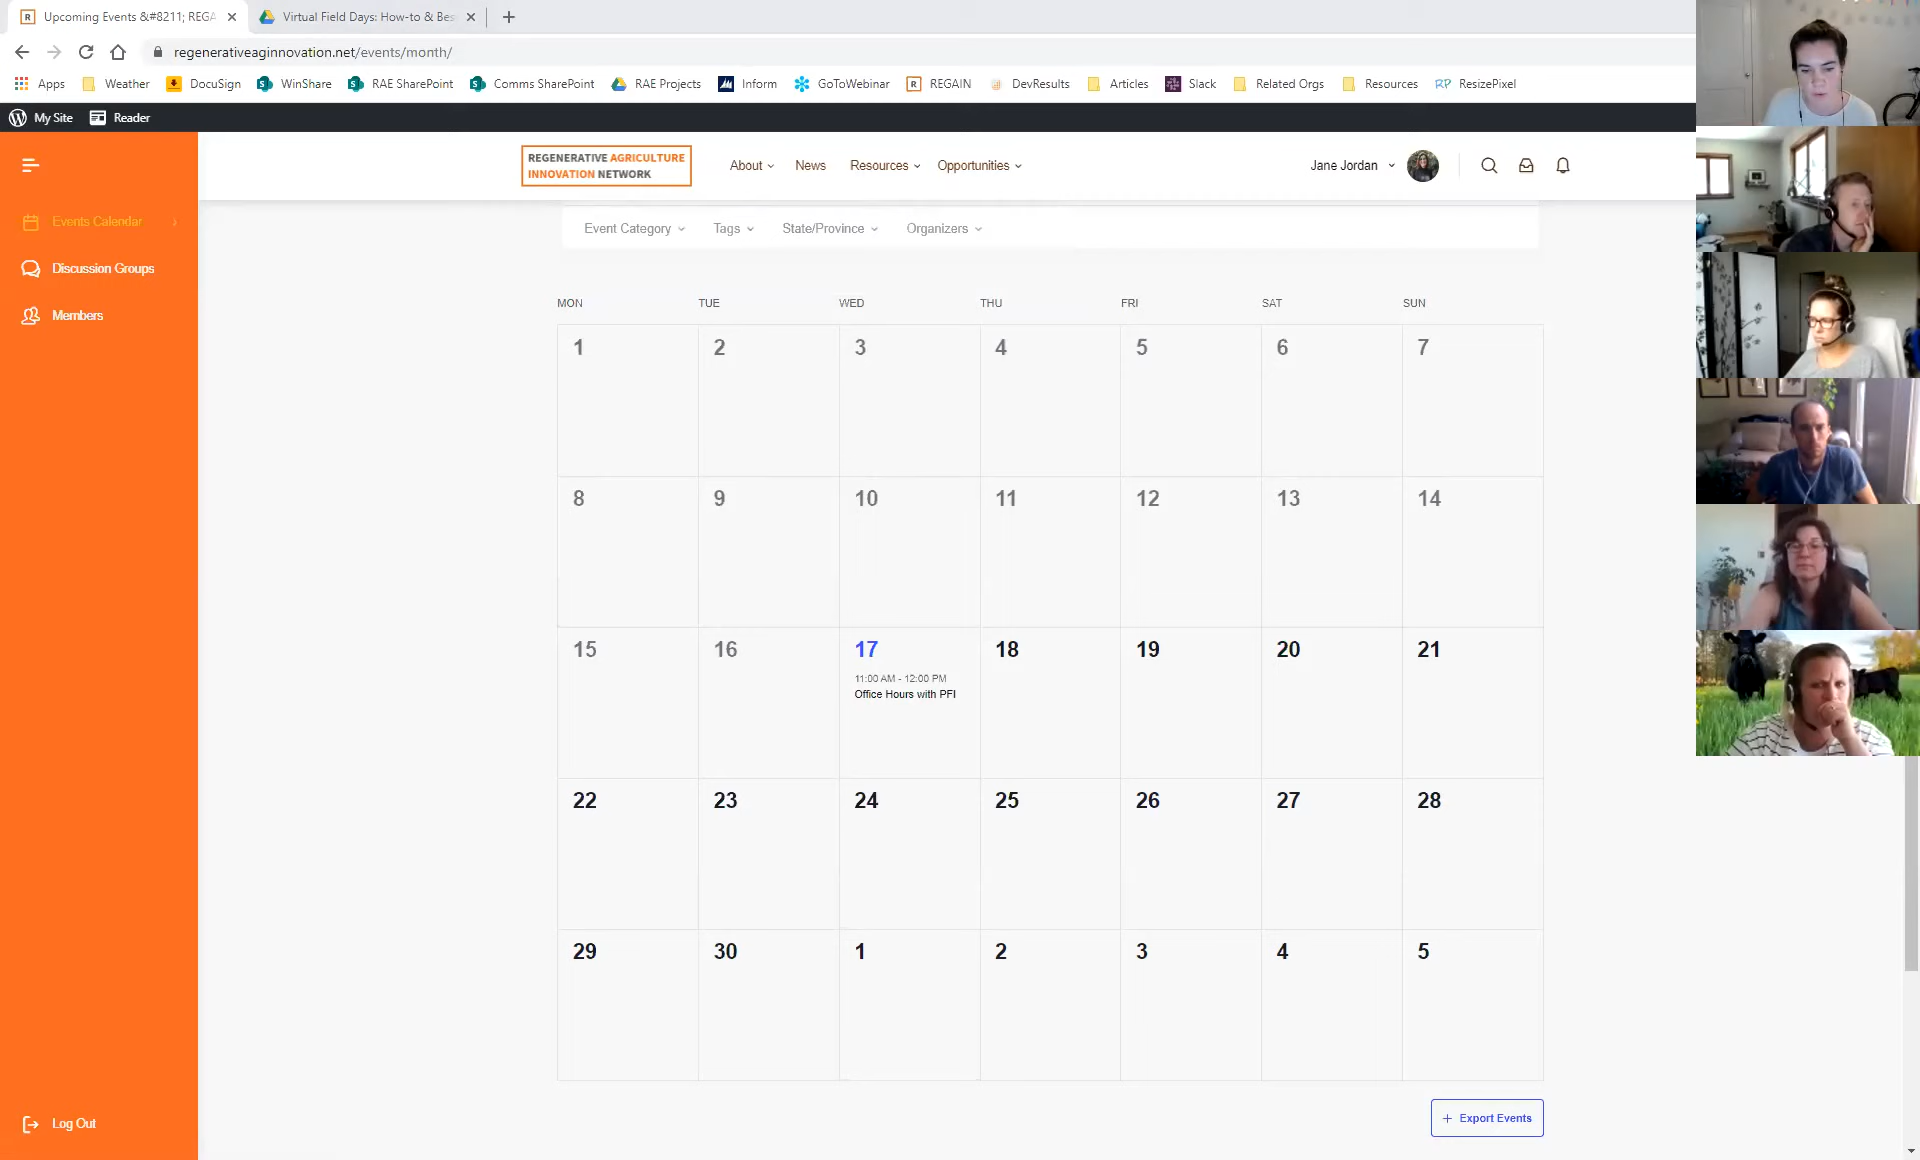 Upcoming Events &#8211; REGA
Virtual Field Days: How-to & Bes
regenerativeaginnovation.net/events/month/
Apps Weather DocuSign WinShare RAE SharePoint Comms SharePoint RAE Projects Inform GoToWebinar REGAIN DevResults Articles Slack Related Orgs Resources ResizePixel
My Site Reader
REGENERATIVE AGRICULTURE
INNOVATION NETWORK
About News Resources Opportunities
Jane Jordan
Events Calendar
Discussion Groups
Members
Event Category Tags State/Province Organizers
MON TUE WED THU FRI SAT SUN
1 2 3 4 5 6 7
8 9 10 11 12 13 14
15 16 17 18 19 20 21
11:00 AM - 12:00 PM
Office Hours with PFI
22 23 24 25 26 27 28
29 30 1 2 3 4 5
+ Export Events
Log Out